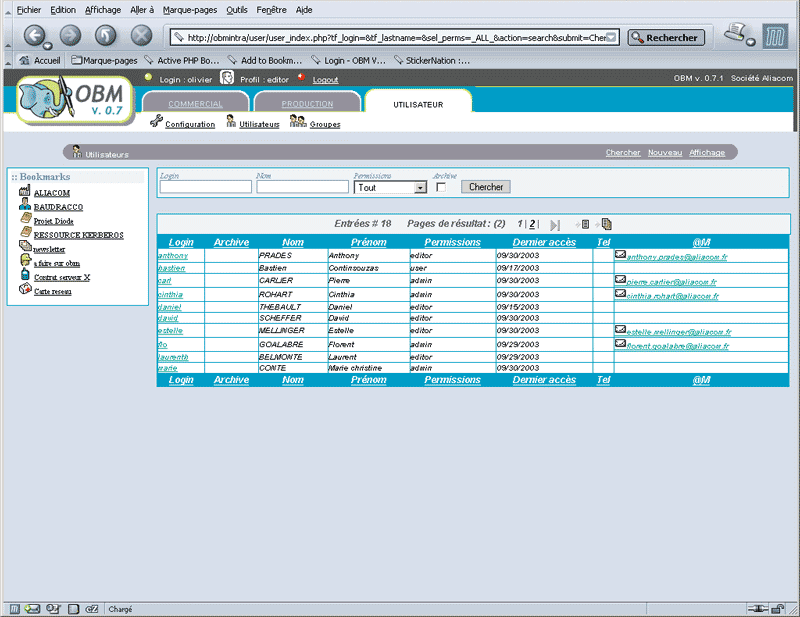 Fichier Edition Affichage Aller à Marque-pages Outils Fenêtre Aide
http://obmintra/user/user_index.php?tf_login=&tf_lastname=&sel_perms=_ALL_&action=search&submit=Cher Rechercher
Accueil Marque-pages Active PHP Bo... Add to Bookm... Login - OBM V... StickerNation :...
Login : olivier Profil : editor Logout OBM v. 0.7.1 Société Aliacom
OBM
v. 0.7
COMMERCIAL PRODUCTION UTILISATEUR
Configuration Utilisateurs Groupes
Utilisateurs Chercher Nouveau Affichage
:: Bookmarks
ALIACOM
BAUDRACCO
Projet Diode
RESSOURCE KERBEROS
newsletter
a faire sur obm
Contrat serveur X
Carte reseau
Login Nom Permissions Archive
Tout Chercher
Entrées # 18 Pages de résultat : (2) 1 | 2 |
Login Archive Nom Prénom Permissions Dernier accès Tel @M
anthony PRADES Anthony editor 09/30/2003 anthony.prades@aliacom.fr
bastien Bastien Continsouzas user 09/17/2003
carl CARLIER Pierre admin 09/30/2003 pierre.carlier@aliacom.fr
cinthia ROHART Cinthia admin 09/30/2003 cinthia.rohart@aliacom.fr
daniel THEBAULT Daniel editor 09/15/2003
david SCHEFFER David editor 09/30/2003
estelle MELLINGER Estelle editor 09/30/2003 estelle.mellinger@aliacom.fr
flo GOALABRE Florent admin 09/30/2003 florent.goalabre@aliacom.fr
laurentb BELMONTE Laurent editor 09/29/2003
marie CONTE Marie christine admin 09/30/2003
Login Archive Nom Prénom Permissions Dernier accès Tel @M
Chargé